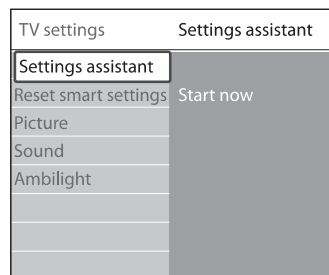 TV settings Settings assistant
Settings assistant
Reset smart settings Start now
Picture
Sound
Ambilight